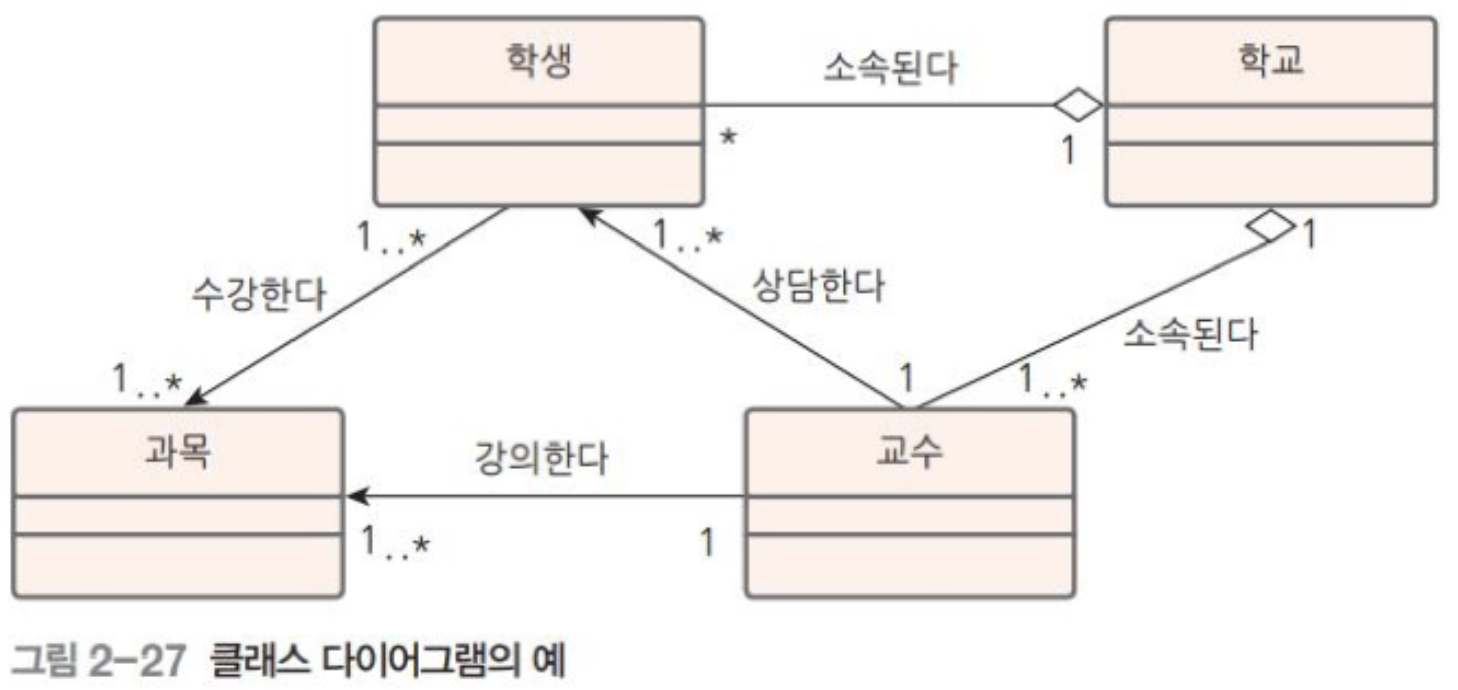 학생
소속된다
학교
*
1
1..*
1..*
1
수강한다
상담한다
소속된다
1..*
1
1..*
과목
강의한다
교수
1..*
1
그림 2-27 클래스 다이어그램의 예